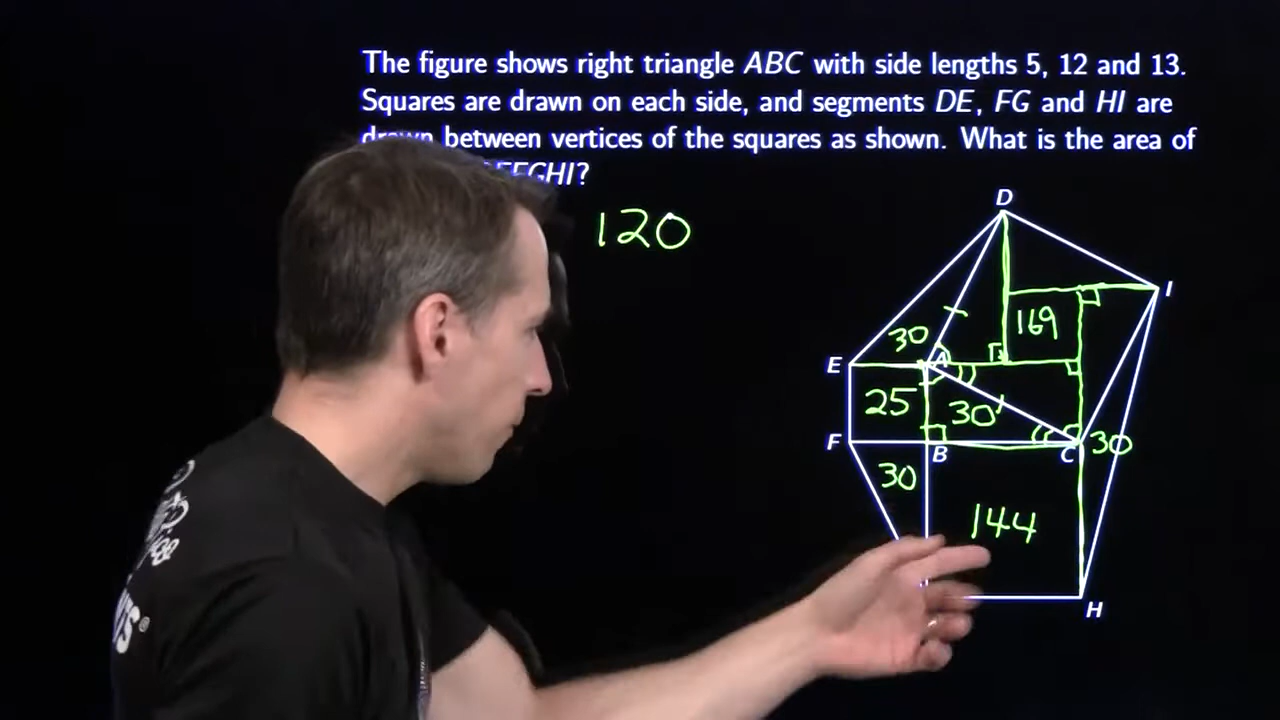 The figure shows right triangle ABC with side lengths 5, 12 and 13.
Squares are drawn on each side, and segments DE, FG and HI are
drawn between vertices of the squares as shown. What is the area of
DEFGHI?
120
D
I
169
30
E
A
25
30
F
B
C
30
30
144
H